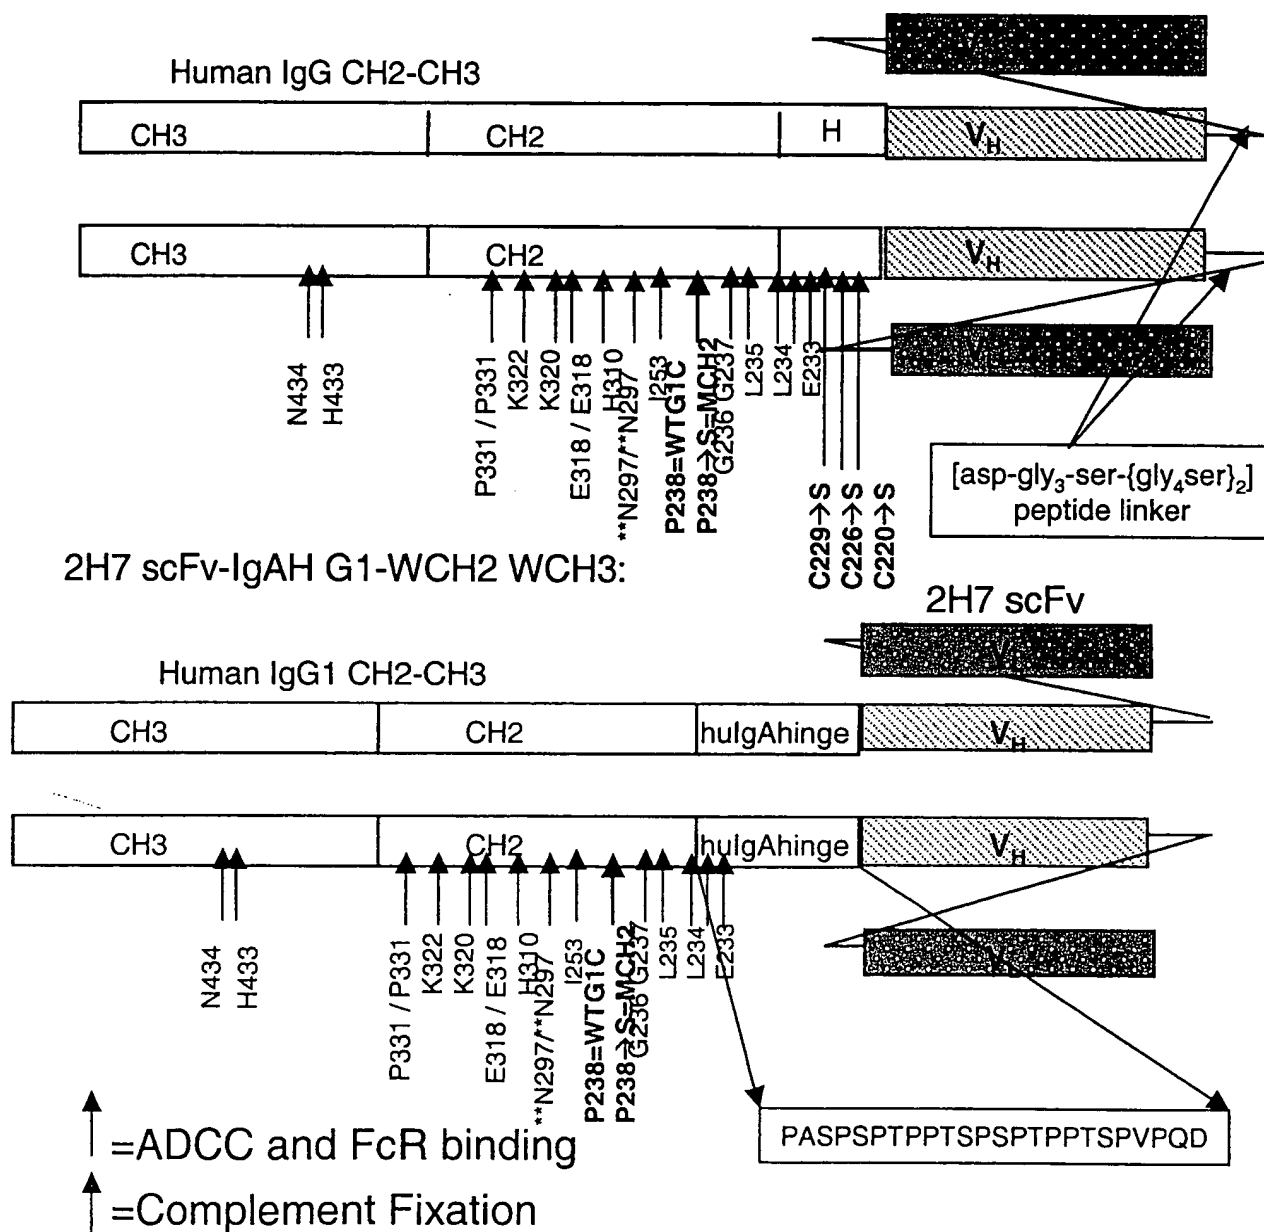 V
Human IgG CH2-CH3
CH3 CH2 H VH
CH3 CH2 VH
V
N434
H433
P331 / P331
K322
K320
E318 / E318
H310
**N297/**N297
I253
P238=WTG1C
P238→S=MCH2
G236 G237
L235
L234
E233
C229→S
C226→S
C220→S
[asp-gly3-ser-{gly4ser}2]
peptide linker
2H7 scFv-IgAH G1-WCH2 WCH3:
2H7 scFv
Human IgG1 CH2-CH3
CH3 CH2 huIgAhinge VH
CH3 CH2 huIgAhinge VH
N434
H433
P331 / P331
K322
K320
E318 / E318
H310
**N297/**N297
I253
P238=WTG1C
P238→S=MCH2
G236 G237
L235
L234
E233
PASPSPTPPTSPSPTPPTSPVPQD
=ADCC and FcR binding
=Complement Fixation